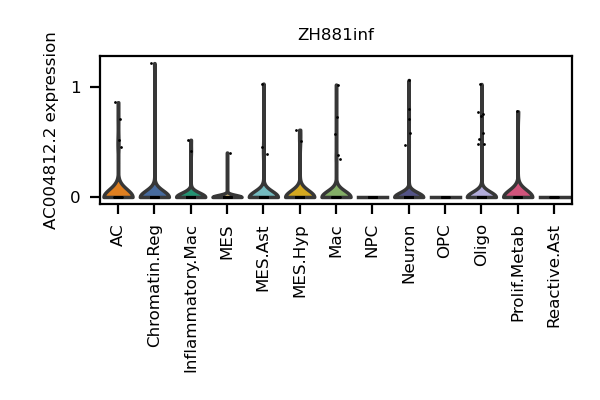 ZH881inf
AC004812.2 expression
1
0
AC
Chromatin.Reg
Inflammatory.Mac
MES
MES.Ast
MES.Hyp
Mac
NPC
Neuron
OPC
Oligo
Prolif.Metab
Reactive.Ast